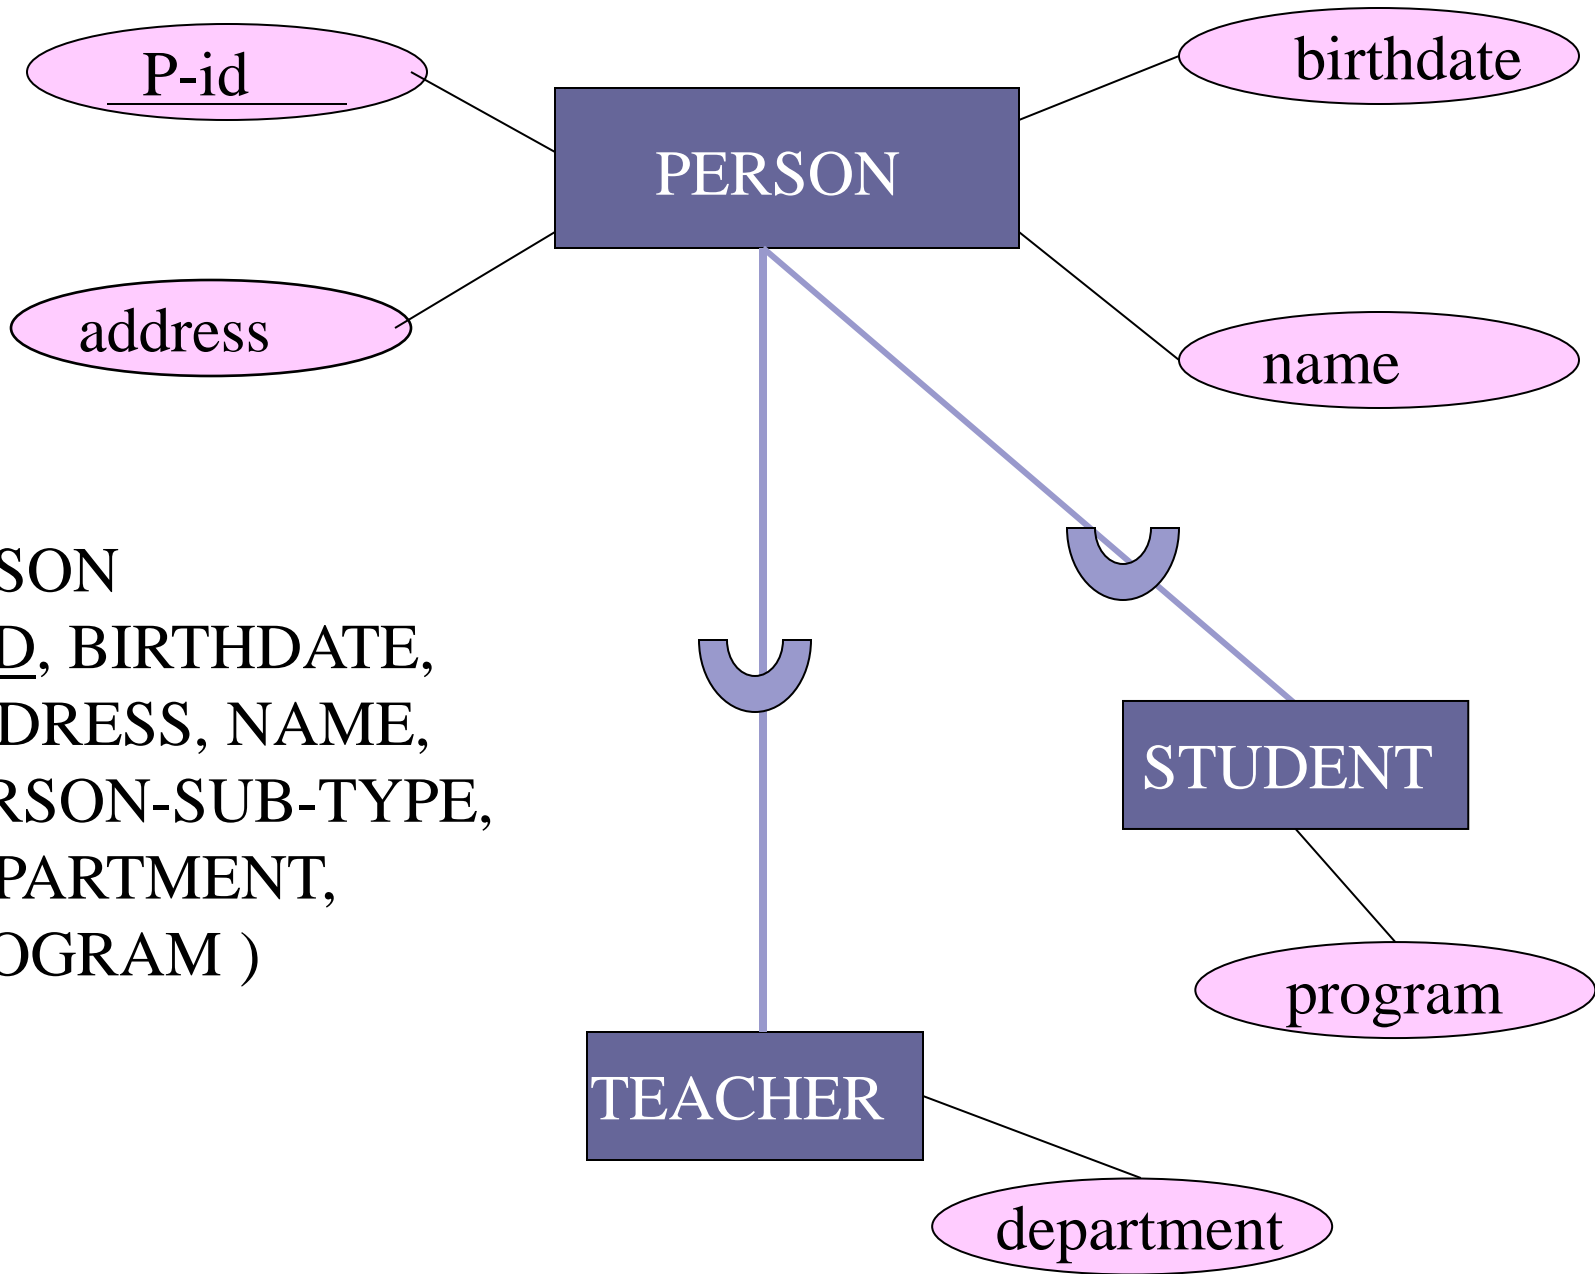 P-id
birthdate
PERSON
address
name
SON
D, BIRTHDATE,
DRESS, NAME,
RSON-SUB-TYPE,
PARTMENT,
OGRAM )
STUDENT
program
TEACHER
department